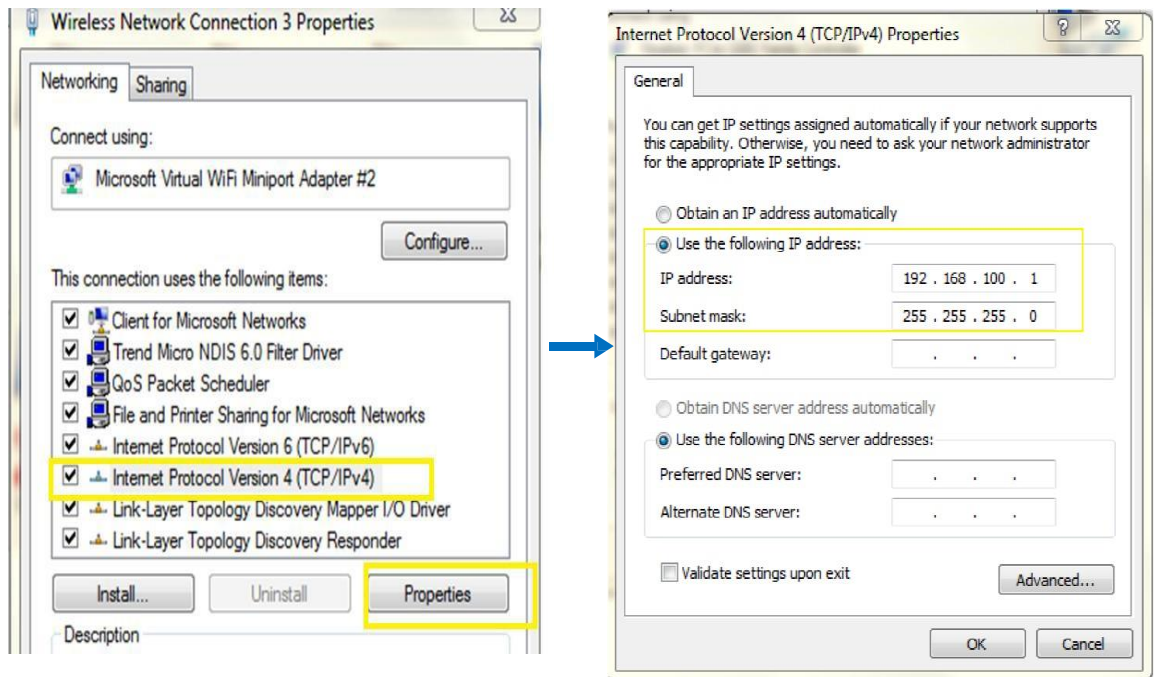 Wireless Network Connection 3 Properties
Networking
Sharing
Connect using:
Microsoft Virtual WiFi Miniport Adapter #2
Configure...
This connection uses the following items:
Client for Microsoft Networks
Trend Micro NDIS 6.0 Filter Driver
QoS Packet Scheduler
File and Printer Sharing for Microsoft Networks
Internet Protocol Version 6 (TCP/IPv6)
Internet Protocol Version 4 (TCP/IPv4)
Link-Layer Topology Discovery Mapper I/O Driver
Link-Layer Topology Discovery Responder
Install...
Uninstall
Properties
Description
Internet Protocol Version 4 (TCP/IPv4) Properties
General
You can get IP settings assigned automatically if your network supports
this capability. Otherwise, you need to ask your network administrator
for the appropriate IP settings.
Obtain an IP address automatically
Use the following IP address:
IP address: 192 . 168 . 100 . 1
Subnet mask: 255 . 255 . 255 . 0
Default gateway: . . .
Obtain DNS server address automatically
Use the following DNS server addresses:
Preferred DNS server: . . .
Alternate DNS server: . . .
Validate settings upon exit
Advanced...
OK
Cancel